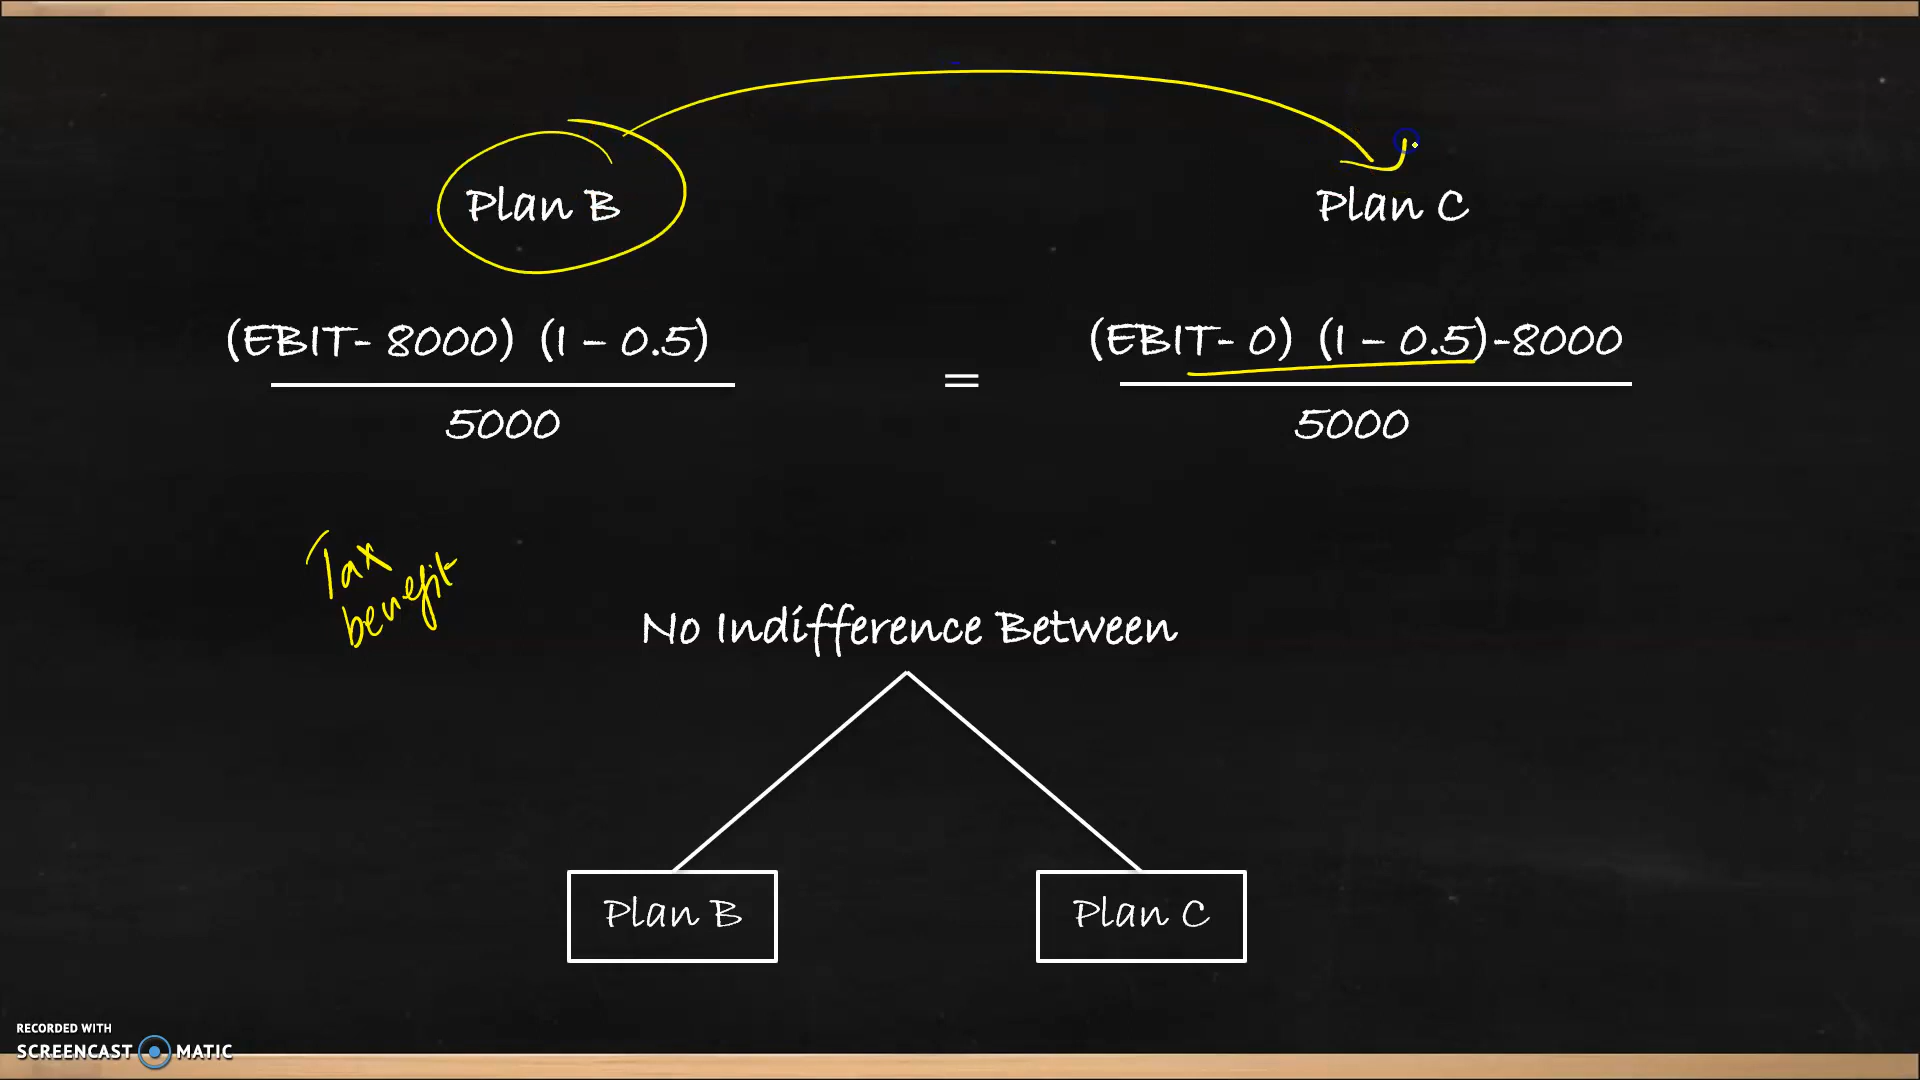 Plan B
Plan C
(EBIT- 8000) (1 – 0.5)
5000
=
(EBIT- 0) (1 – 0.5)-8000
5000
Tax
benefit
No Indifference Between
Plan B
Plan C
RECORDED WITH
SCREENCAST MATIC